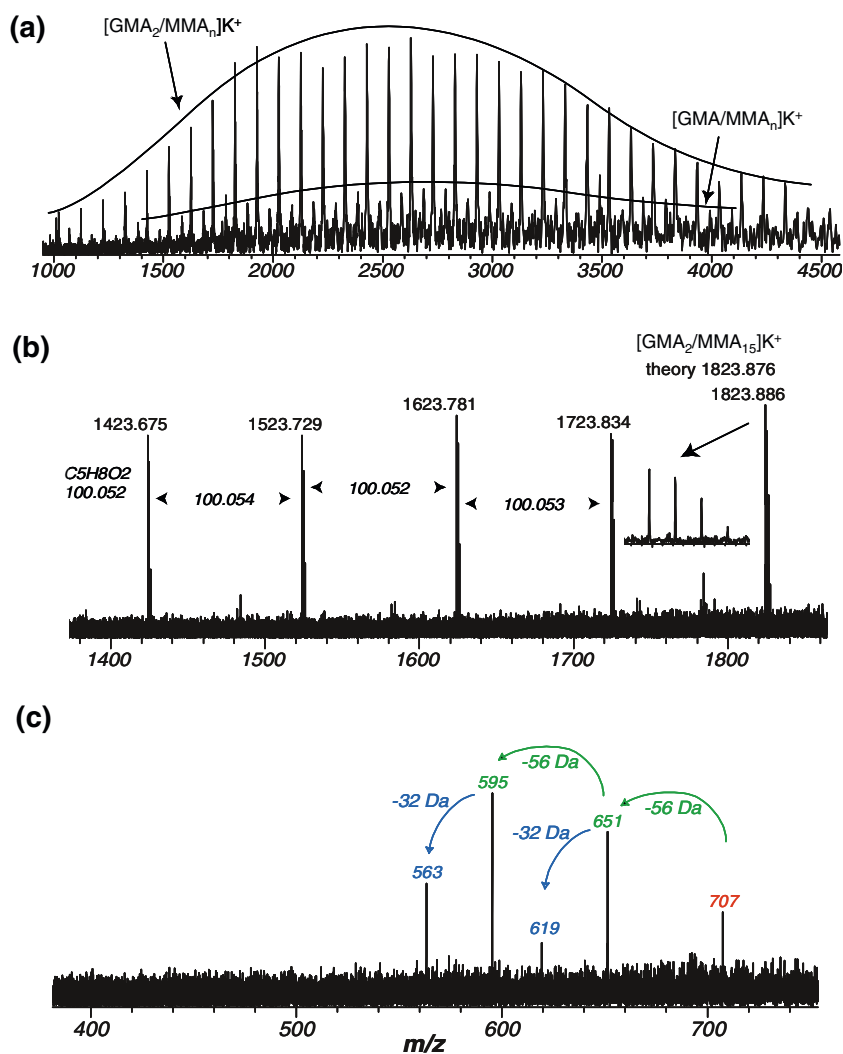 (a)
[GMA₂/MMAₙ]K⁺
[GMA/MMAₙ]K⁺
1000 1500 2000 2500 3000 3500 4000 4500
(b)
[GMA₂/MMA₁₅]K⁺
theory 1823.876
1823.886
1423.675
1523.729
1623.781
1723.834
C5H8O2
100.052
100.054
100.052
100.053
1400 1500 1600 1700 1800
(c)
-56 Da
-56 Da
-32 Da
-32 Da
595
651
563
619
707
400 500 600 700
m/z